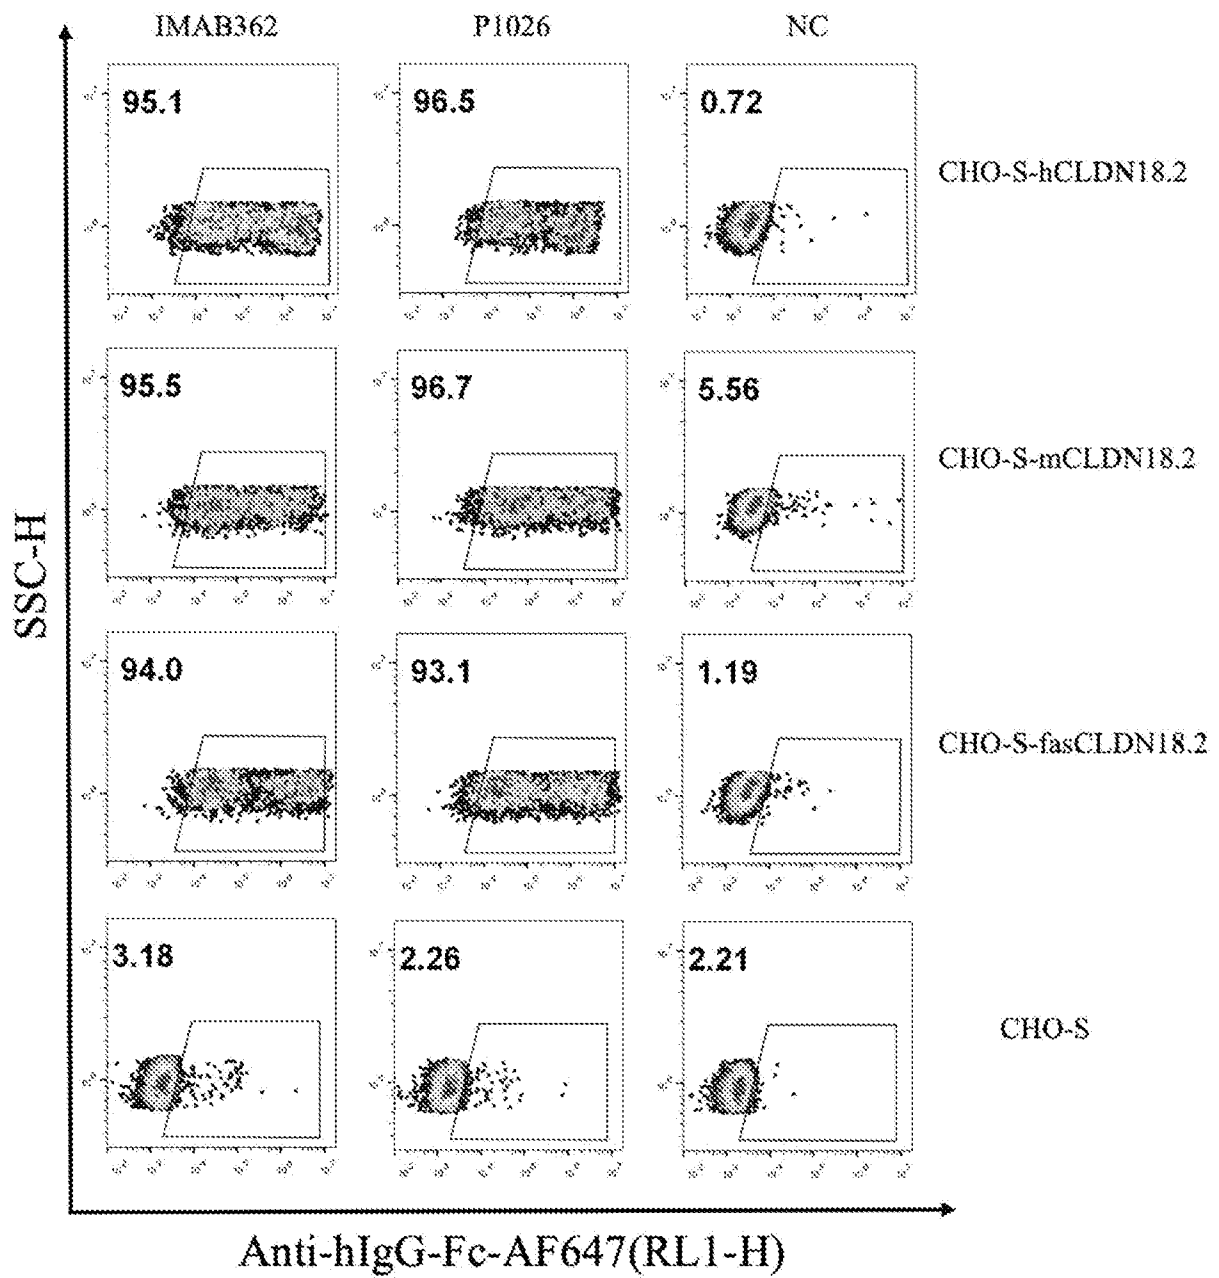 IMAB362 P1026 NC
95.1 96.5 0.72
CHO-S-hCLDN18.2
95.5 96.7 5.56
CHO-S-mCLDN18.2
94.0 93.1 1.19
CHO-S-fasCLDN18.2
3.18 2.26 2.21
CHO-S
SSC-H
Anti-hIgG-Fc-AF647(RL1-H)